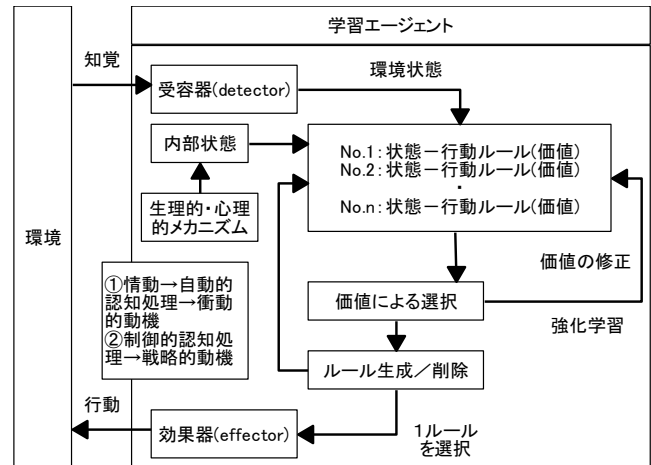 学習エージェント
知覚
受容器(detector)
環境状態
内部状態
No.1：状態－行動ルール(価値)
No.2：状態－行動ルール(価値)
・
No.n：状態－行動ルール(価値)
生理的・心理
的メカニズム
環境
価値の修正
①情動→自動的
認知処理→衝動
的動機
②制御的認知処
理→戦略的動機
価値による選択
強化学習
ルール生成／削除
行動
効果器(effector)
1ルール
を選択